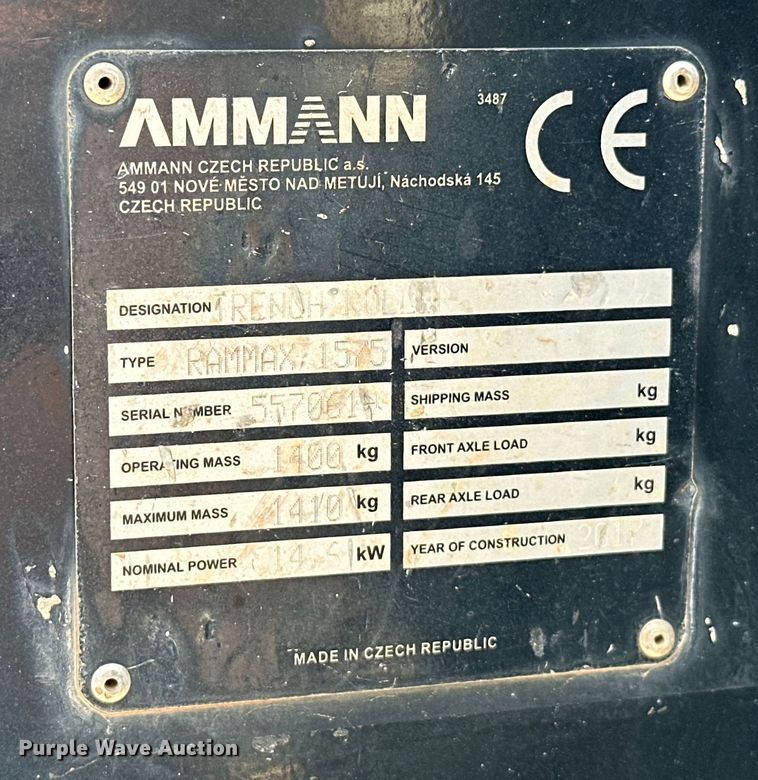 AMMANN
3487
CE
AMMANN CZECH REPUBLIC a.s.
549 01 NOVÉ MĚSTO NAD METUJÍ, Náchodská 145
CZECH REPUBLIC
DESIGNATION TRENCH ROLLER
TYPE RAMMAX 1575
VERSION
SERIAL NUMBER
SHIPPING MASS kg
OPERATING MASS 1400 kg
FRONT AXLE LOAD kg
MAXIMUM MASS 1410 kg
REAR AXLE LOAD kg
NOMINAL POWER kW
YEAR OF CONSTRUCTION
MADE IN CZECH REPUBLIC
Purple Wave Auction